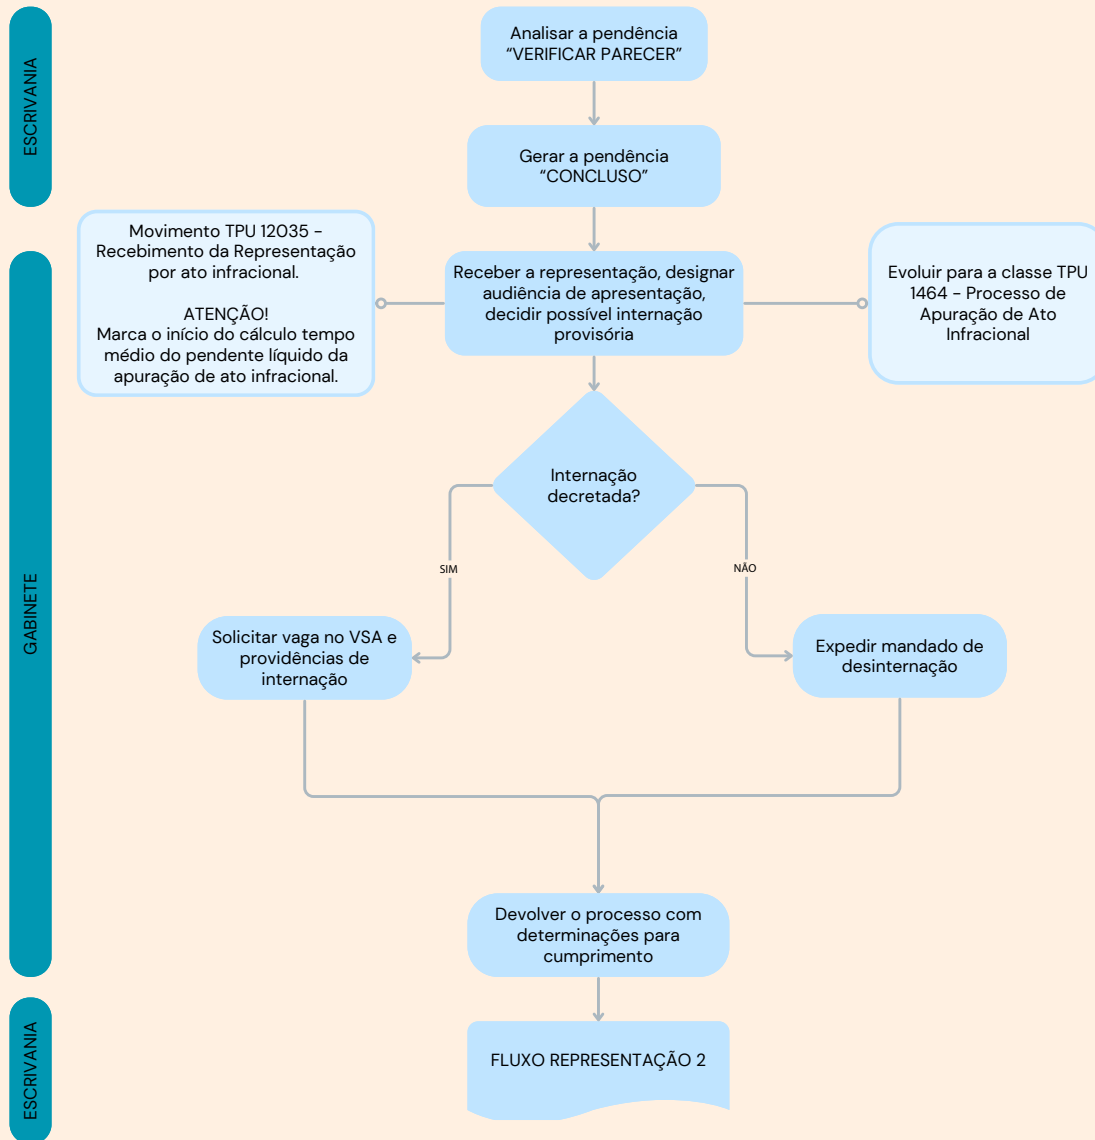 ESCRIVANIA
Analisar a pendência
“VERIFICAR PARECER”
Gerar a pendência
“CONCLUSO”
GABINETE
Movimento TPU 12035 -
Recebimento da Representação
por ato infracional.
ATENÇÃO!
Marca o início do cálculo tempo
médio do pendente líquido da
apuração de ato infracional.
Receber a representação, designar
audiência de apresentação,
decidir possível internação
provisória
Evoluir para a classe TPU
1464 - Processo de
Apuração de Ato
Infracional
Internação
decretada?
SIM
NÃO
Solicitar vaga no VSA e
providências de
internação
Expedir mandado de
desinternação
Devolver o processo com
determinações para
cumprimento
ESCRIVANIA
FLUXO REPRESENTAÇÃO 2